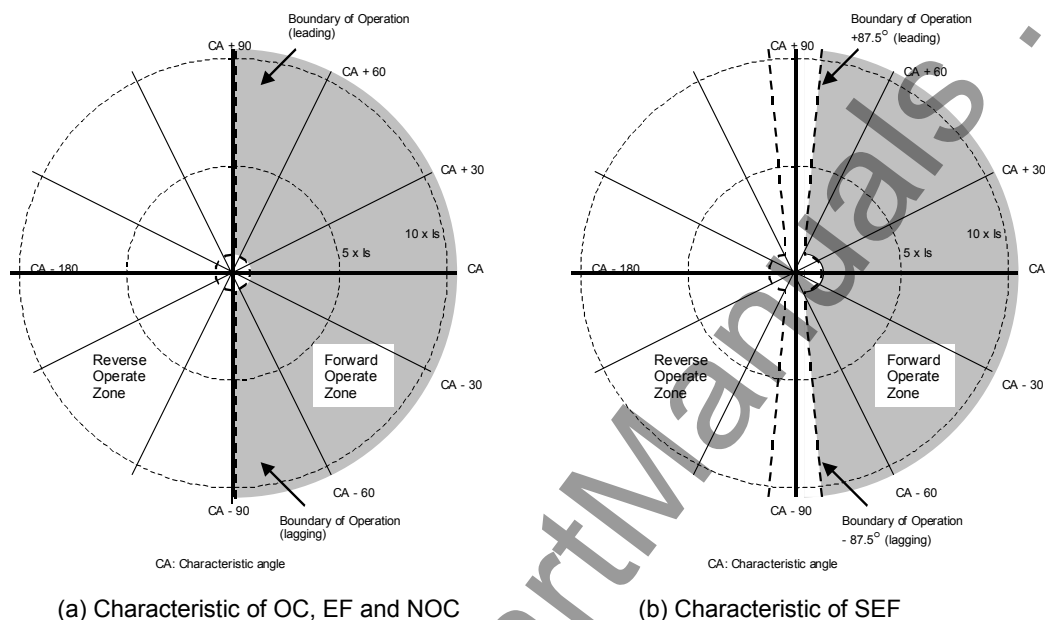 Boundary of Operation
(leading)
CA + 90
CA + 60
CA + 30
10 x Is
5 x Is
CA - 180
CA
Reverse
Operate
Zone
Forward
Operate
Zone
CA - 30
CA - 60
CA - 90
Boundary of Operation
(lagging)
CA: Characteristic angle
(a) Characteristic of OC, EF and NOC
Boundary of Operation
+87.5° (leading)
CA + 90
CA + 60
CA + 30
10 x Is
5 x Is
CA - 180
CA
Reverse
Operate
Zone
Forward
Operate
Zone
CA - 30
CA - 60
CA - 90
Boundary of Operation
- 87.5° (lagging)
CA: Characteristic angle
(b) Characteristic of SEF
artManuals .